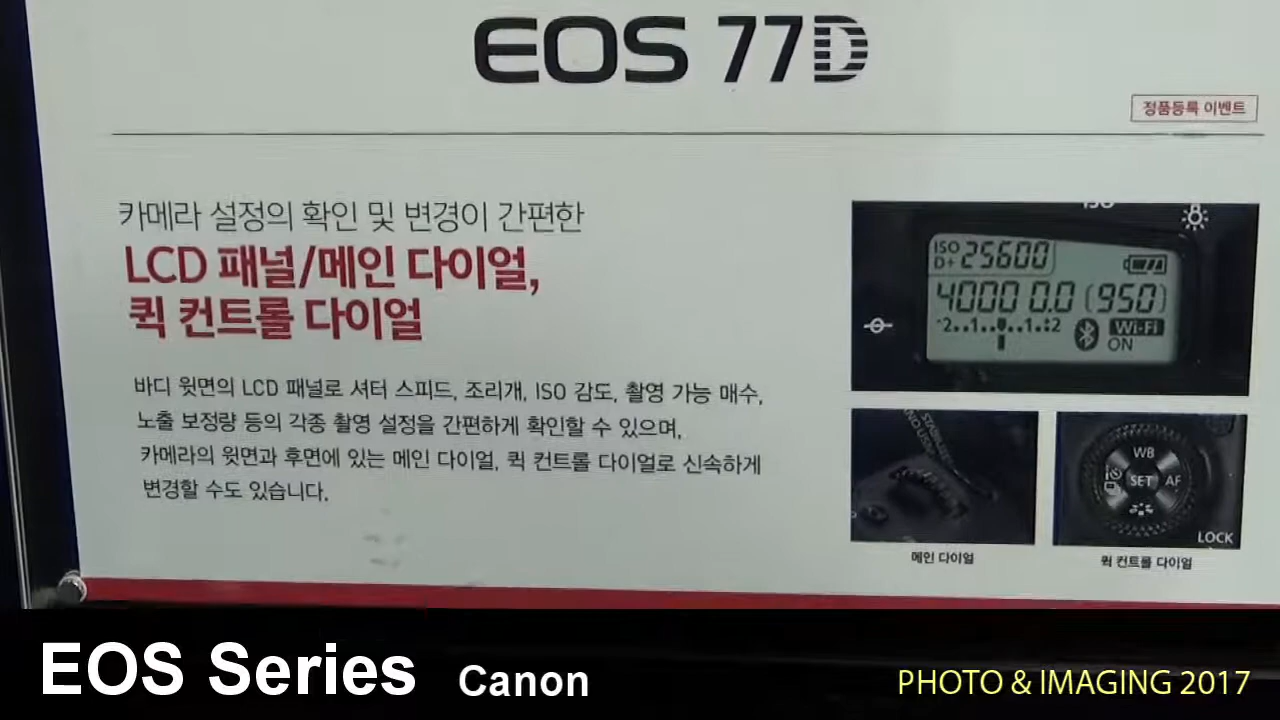 EOS 77D
정품등록 이벤트
카메라 설정의 확인 및 변경이 간편한
LCD 패널/메인 다이얼,
퀵 컨트롤 다이얼
바디 윗면의 LCD 패널로 셔터 스피드, 조리개, ISO 감도, 촬영 가능 매수,
노출 보정량 등의 각종 촬영 설정을 간편하게 확인할 수 있으며,
카메라의 윗면과 후면에 있는 메인 다이얼, 퀵 컨트롤 다이얼로 신속하게
변경할 수도 있습니다.
ISO
ISO 25600
D+
4000 0.0 (950)
-2..1..0..1.:2
Wi-Fi
ON
WB
SET AF
LOCK
메인 다이얼
퀵 컨트롤 다이얼
EOS Series Canon
PHOTO & IMAGING 2017